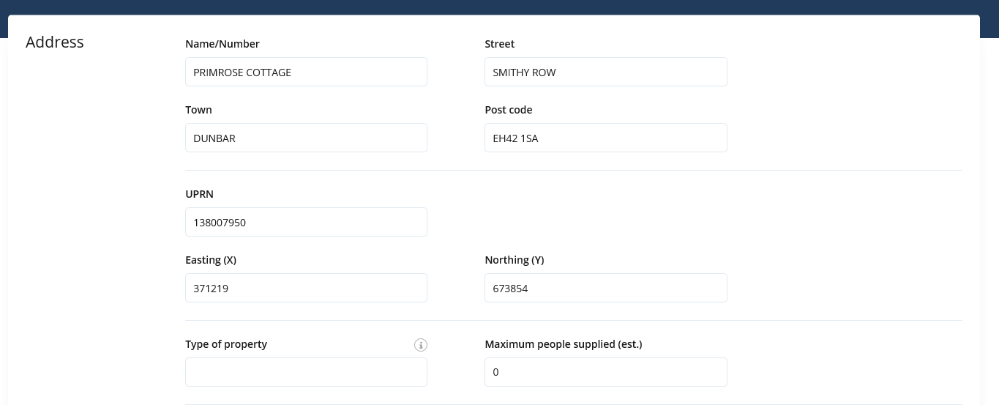 Address
Name/Number
Street
PRIMROSE COTTAGE
SMITHY ROW
Town
Post code
DUNBAR
EH42 1SA
UPRN
138007950
Easting (X)
Northing (Y)
371219
673854
Type of property
Maximum people supplied (est.)
0